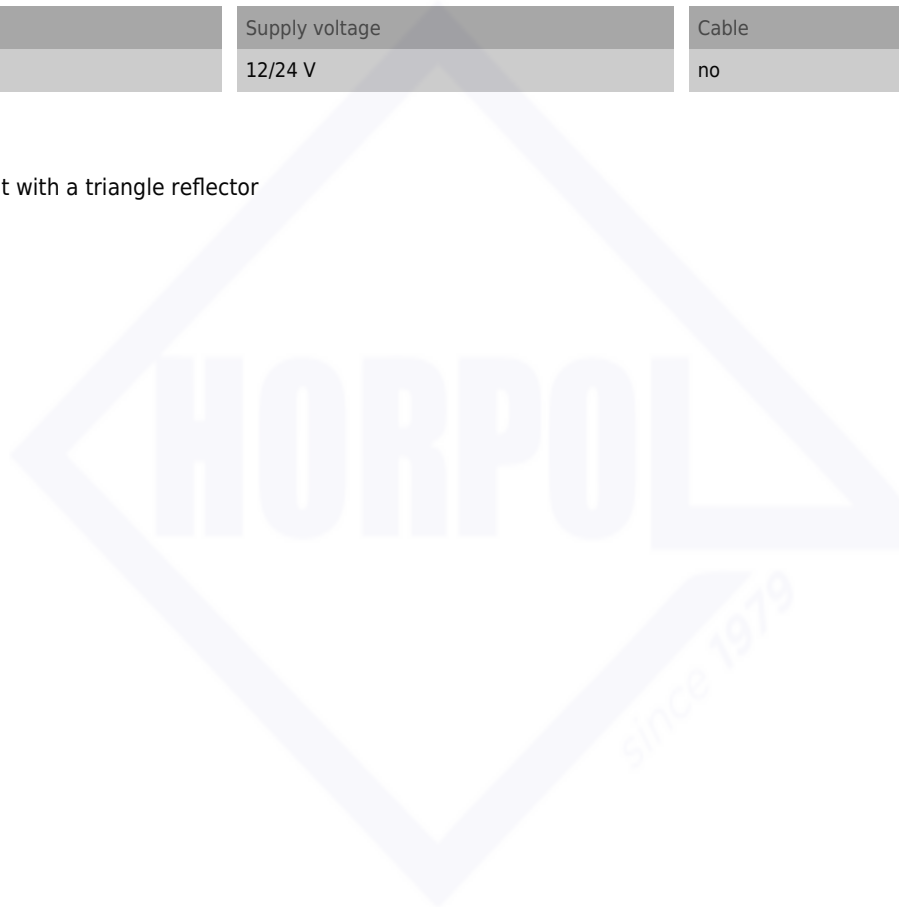 Supply voltage
Cable
12/24 V
no
t with a triangle reflector
HORPOL
since 1979